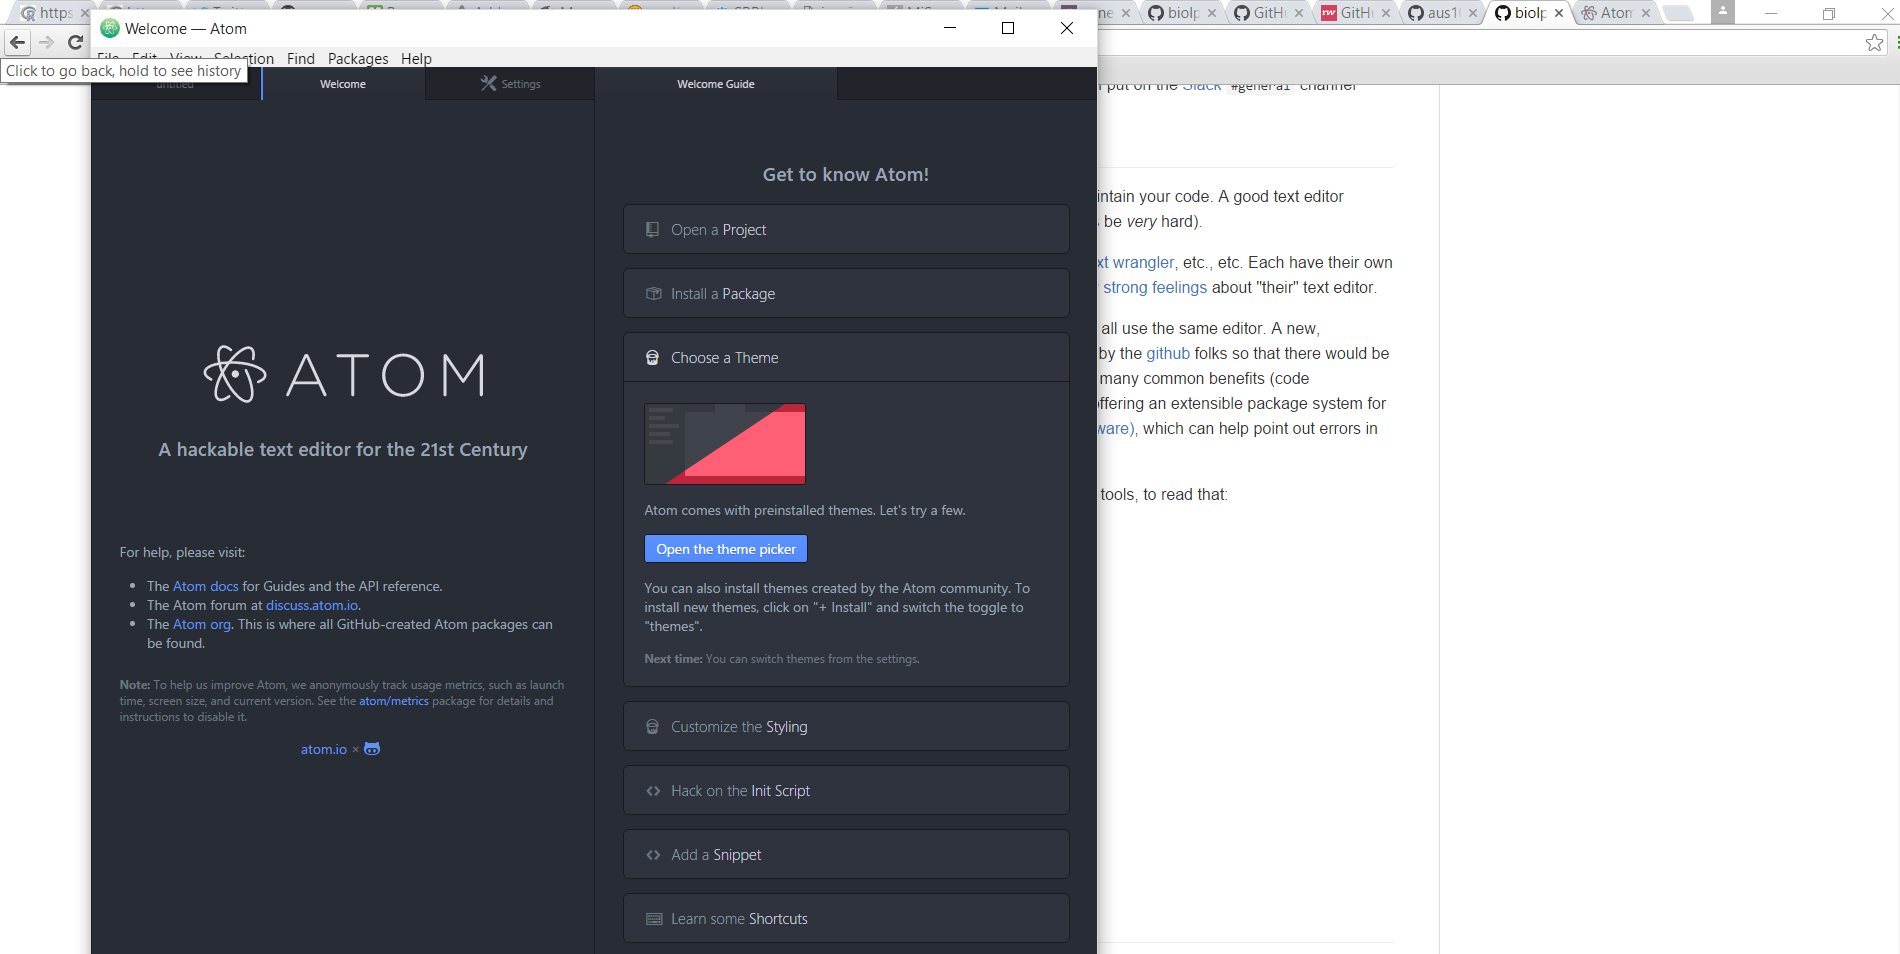 https
Welcome — Atom
File Edit View Selection Find Packages Help
Click to go back, hold to see history
untitled
Welcome
Settings
Welcome Guide
ATOM
A hackable text editor for the 21st Century
For help, please visit:
The Atom docs for Guides and the API reference.
The Atom forum at discuss.atom.io.
The Atom org. This is where all GitHub-created Atom packages can
be found.
Note: To help us improve Atom, we anonymously track usage metrics, such as launch
time, screen size, and current version. See the atom/metrics package for details and
instructions to disable it.
atom.io ×
Get to know Atom!
Open a Project
Install a Package
Choose a Theme
Atom comes with preinstalled themes. Let's try a few.
Open the theme picker
You can also install themes created by the Atom community. To
install new themes, click on "+ Install" and switch the toggle to
"themes".
Next time: You can switch themes from the settings.
Customize the Styling
Hack on the Init Script
Add a Snippet
Learn some Shortcuts
biolp
GitHu
rw
GitHu
aus1
biolp
Atom
put on the Slack #general channel
intain your code. A good text editor
be very hard).
xt wrangler, etc., etc. Each have their own
strong feelings about "their" text editor.
all use the same editor. A new,
by the github folks so that there would be
many common benefits (code
offering an extensible package system for
ware), which can help point out errors in
tools, to read that: